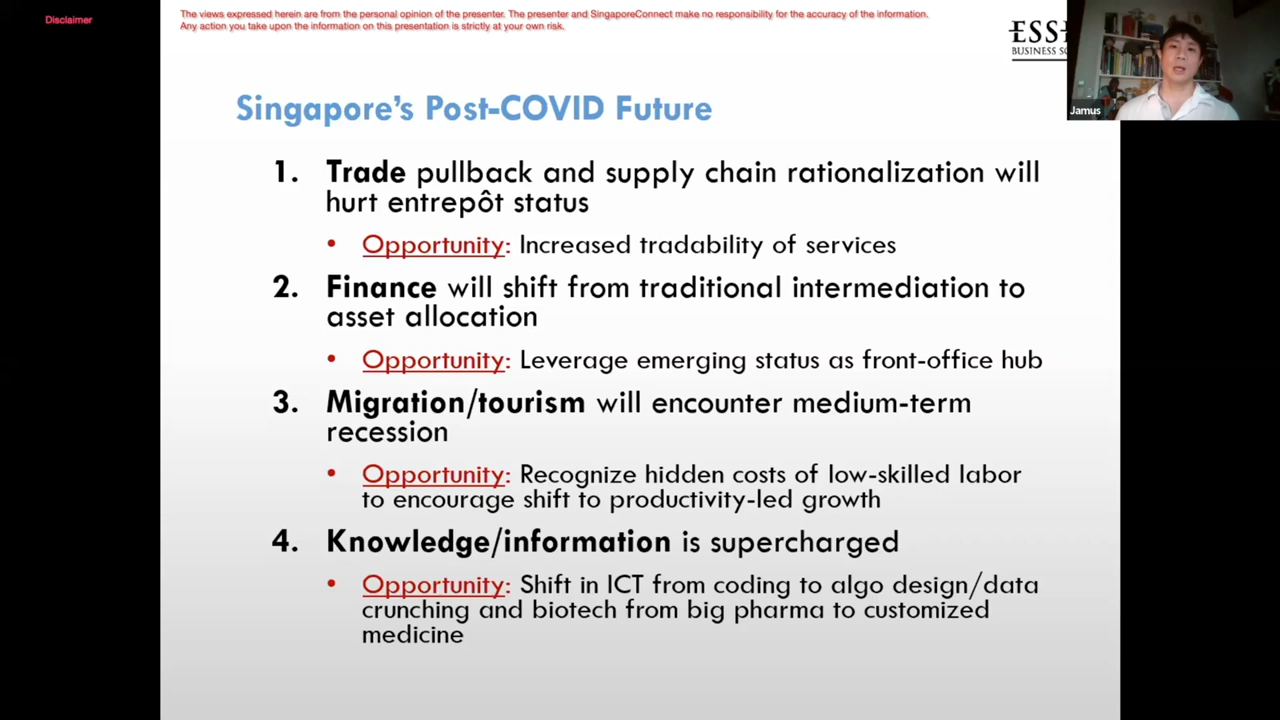 Disclaimer
The views expressed herein are from the personal opinion of the presenter. The presenter and SingaporeConnect make no responsibility for the accuracy of the information.
Any action you take upon the information on this presentation is strictly at your own risk.
BUSINESS
Jamus
Singapore's Post-COVID Future
1. Trade pullback and supply chain rationalization will
hurt entrepôt status
• Opportunity: Increased tradability of services
2. Finance will shift from traditional intermediation to
asset allocation
• Opportunity: Leverage emerging status as front-office hub
3. Migration/tourism will encounter medium-term
recession
• Opportunity: Recognize hidden costs of low-skilled labor
to encourage shift to productivity-led growth
4. Knowledge/information is supercharged
• Opportunity: Shift in ICT from coding to algo design/data
crunching and biotech from big pharma to customized
medicine